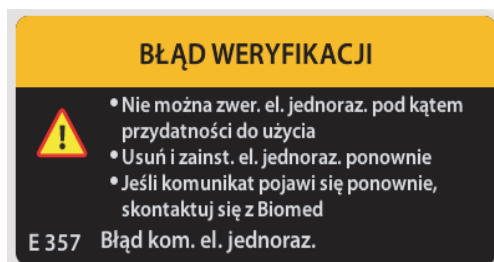 BŁĄD WERYFIKACJI
• Nie można zwer. el. jednoraz. pod kątem
przydatności do użycia
• Usuń i zainst. el. jednoraz. ponownie
• Jeśli komunikat pojawi się ponownie,
skontaktuj się z Biomed
E 357 Błąd kom. el. jednoraz.